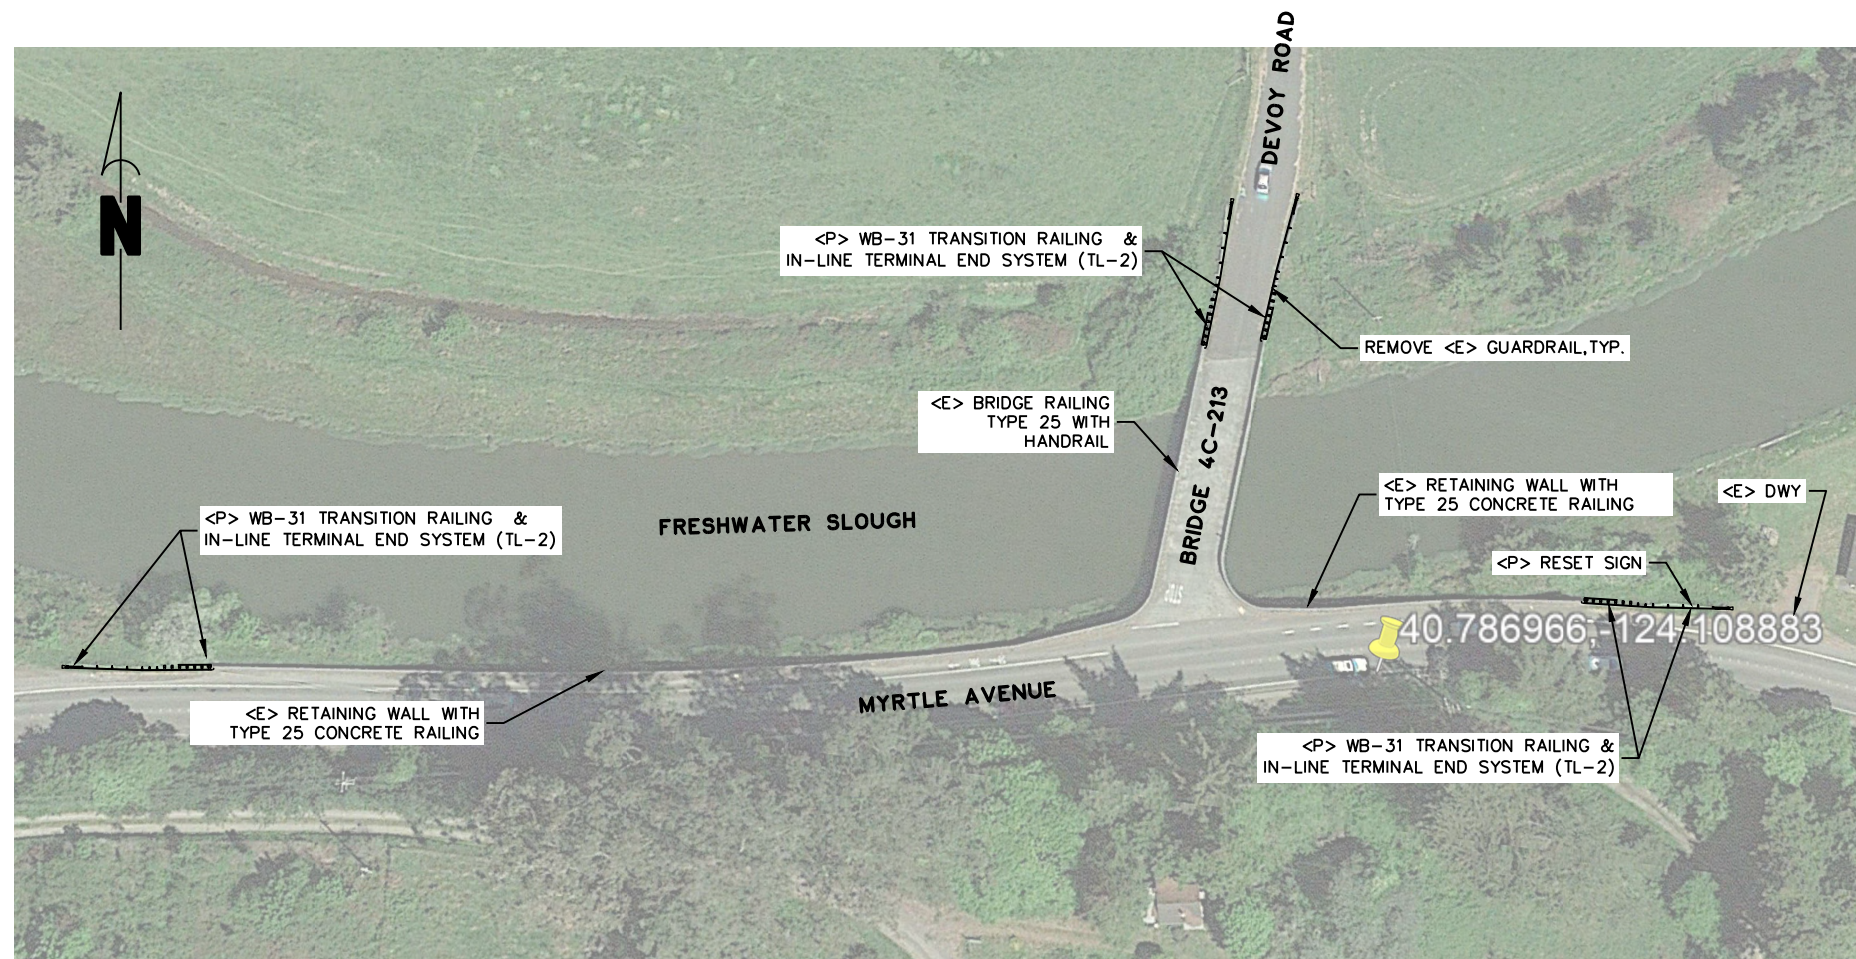 DEVOY ROAD
N
<P> WB-31 TRANSITION RAILING &
IN-LINE TERMINAL END SYSTEM (TL-2)
REMOVE <E> GUARDRAIL,TYP.
<E> BRIDGE RAILING
TYPE 25 WITH
HANDRAIL
BRIDGE 4C-213
<E> RETAINING WALL WITH
TYPE 25 CONCRETE RAILING
<E> DWY
<P> WB-31 TRANSITION RAILING &
IN-LINE TERMINAL END SYSTEM (TL-2)
FRESHWATER SLOUGH
<P> RESET SIGN
STOP
40.786966,-124.108883
MYRTLE AVENUE
<E> RETAINING WALL WITH
TYPE 25 CONCRETE RAILING
<P> WB-31 TRANSITION RAILING &
IN-LINE TERMINAL END SYSTEM (TL-2)